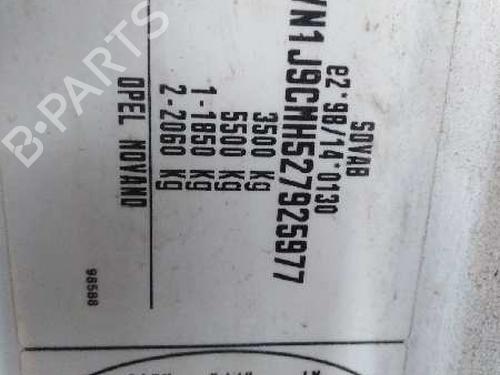 SOVAB
e2*98/14*0130
VN1J9CMH527925977
3500 kg
5500 kg
1-1850 kg
2-2060 kg
OPEL NOVANO
98588
B-PARTS